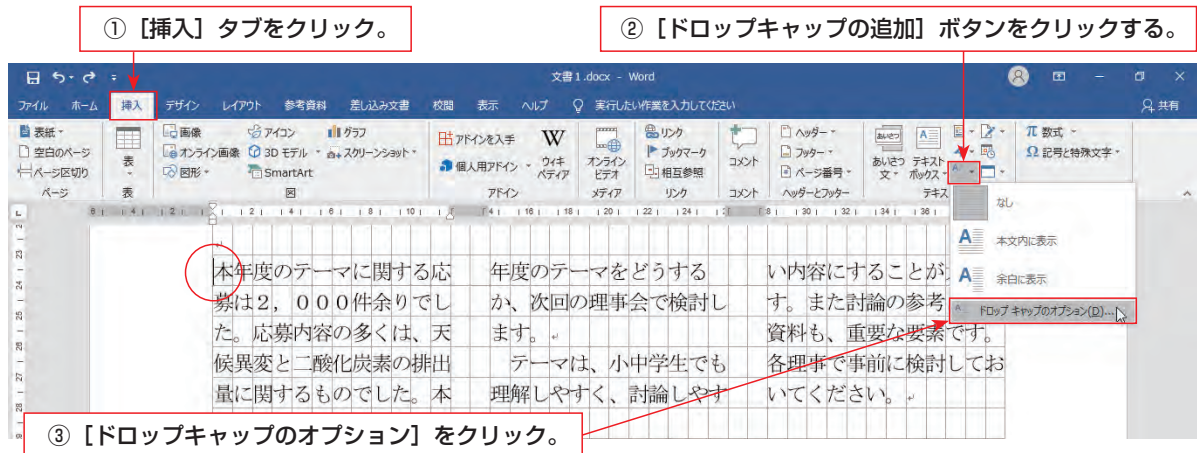 ① [挿入] タブをクリック。
② [ドロップキャップの追加] ボタンをクリックする。
文書1.docx - Word
ファイル ホーム 挿入 デザイン レイアウト 参考資料 差し込み文書 校閲 表示 ヘルプ 実行したい作業を入力してください 共有
表紙
空白のページ
ページ区切り
ページ
表
表
画像
オンライン画像
図形
アイコン
3D モデル
SmartArt
グラフ
スクリーンショット
図
アドインを入手
個人用アドイン
W
ウィキペディア
アドイン
オンライン
ビデオ
メディア
リンク
ブックマーク
相互参照
リンク
コメント
コメント
ヘッダー
フッター
ページ番号
ヘッダーとフッター
あいさつ
あいさつ
文
テキスト
ボックス
テキス
π 数式
Ω 記号と特殊文字
なし
本文内に表示
余白に表示
ドロップ キャップのオプション(D)...
本年度のテーマに関する応
募は2，000件余りでし
た。応募内容の多くは、天
候異変と二酸化炭素の排出
量に関するものでした。本
年度のテーマをどうする
か、次回の理事会で検討し
ます。
テーマは、小中学生でも
理解しやすく、討論しやす
い内容にすることが
す。また討論の参考
資料も、重要な要素です。
各理事で事前に検討してお
いてください。
③ [ドロップキャップのオプション] をクリック。